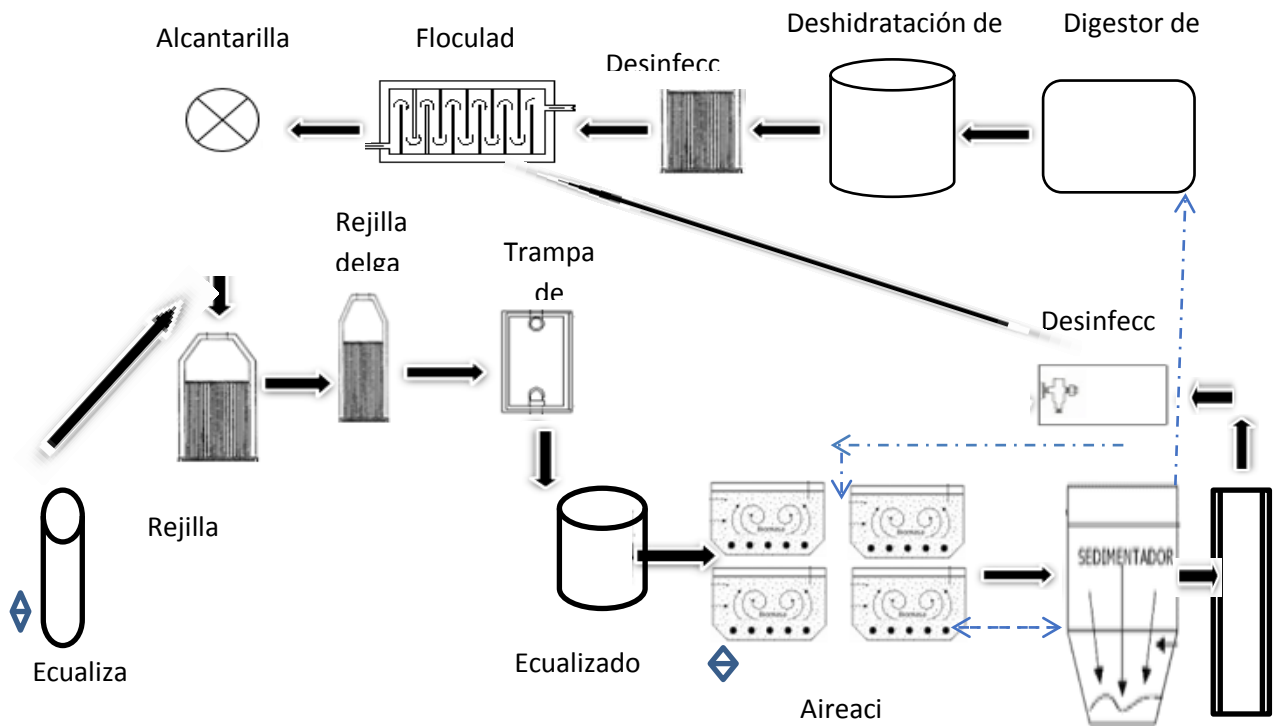 Alcantarilla
Floculad
Desinfecc
Deshidratación de
Digestor de
Rejilla
delga
Trampa
de
Desinfecc
Rejilla
SEDIMENTADOR
Ecualiza
Ecualizado
Aireaci